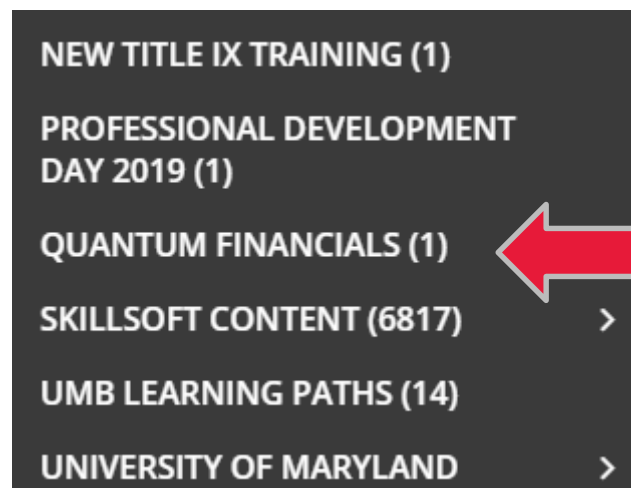 NEW TITLE IX TRAINING (1)
PROFESSIONAL DEVELOPMENT
DAY 2019 (1)
QUANTUM FINANCIALS (1)
SKILLSOFT CONTENT (6817)
UMB LEARNING PATHS (14)
UNIVERSITY OF MARYLAND